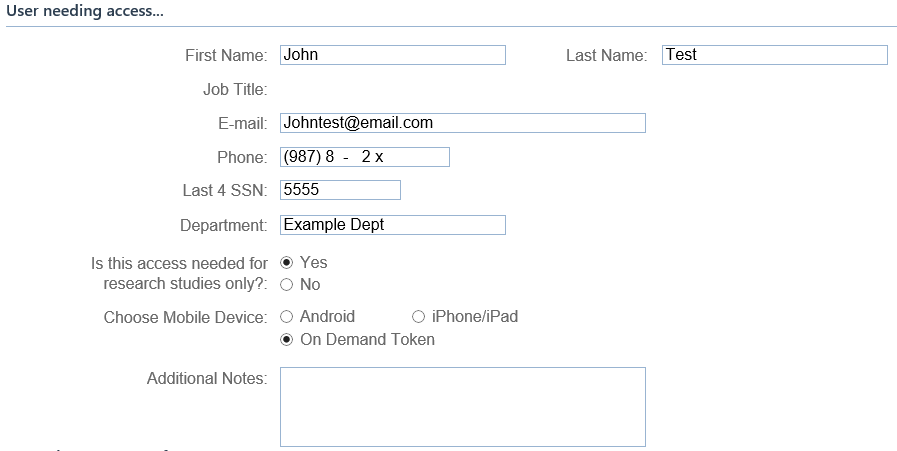 User needing access...
First Name: John Last Name: Test
Job Title:
E-mail: Johntest@email.com
Phone: (987) 8 - 2 x
Last 4 SSN: 5555
Department: Example Dept
Is this access needed for Yes
research studies only?: No
Choose Mobile Device: Android iPhone/iPad
On Demand Token
Additional Notes: